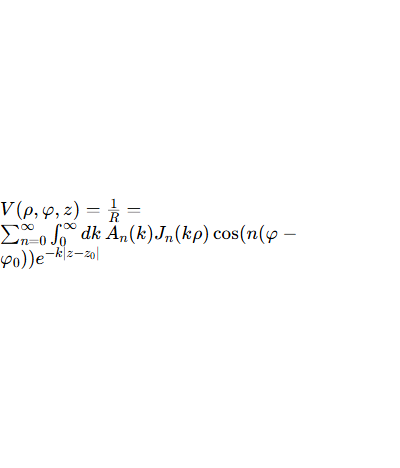 V(ρ, φ, z) = 1/R =
∑_{n=0}^{∞} ∫_0^∞ dk A_n(k)J_n(kρ) cos(n(φ −
φ_0))e^{−k|z−z_0|}